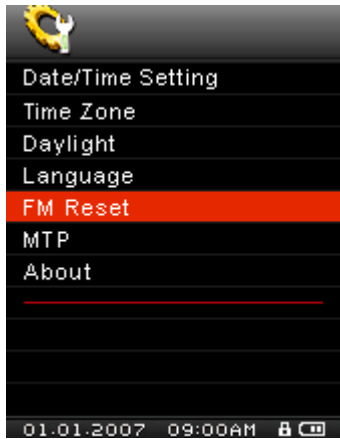 Date/Time Setting
Time Zone
Daylight
Language
FM Reset
MTP
About
01.01.2007 09:00AM